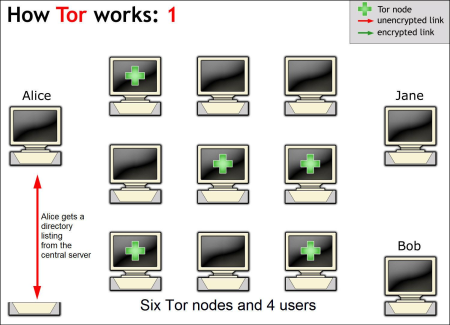 How Tor works: 1
Tor node
unencrypted link
encrypted link
Alice
Jane
Alice gets a
directory
listing
from the
central server
Bob
Six Tor nodes and 4 users